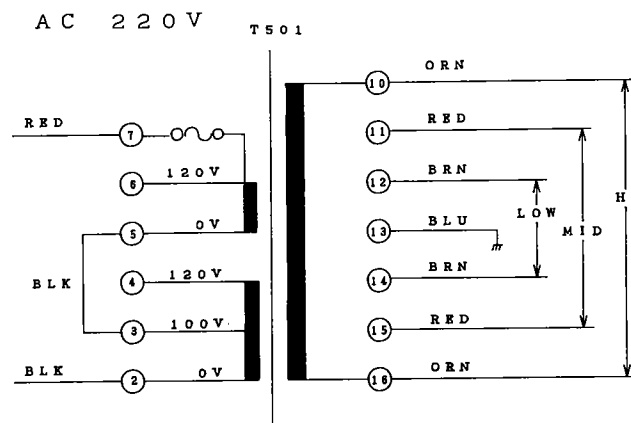 AC 220V
T501
RED 7
6 120V
5 0V
BLK
4 120V
3 100V
BLK 2 0V
10 ORN
11 RED
12 BRN
13 BLU
14 BRN
15 RED
16 ORN
LOW
MID
H